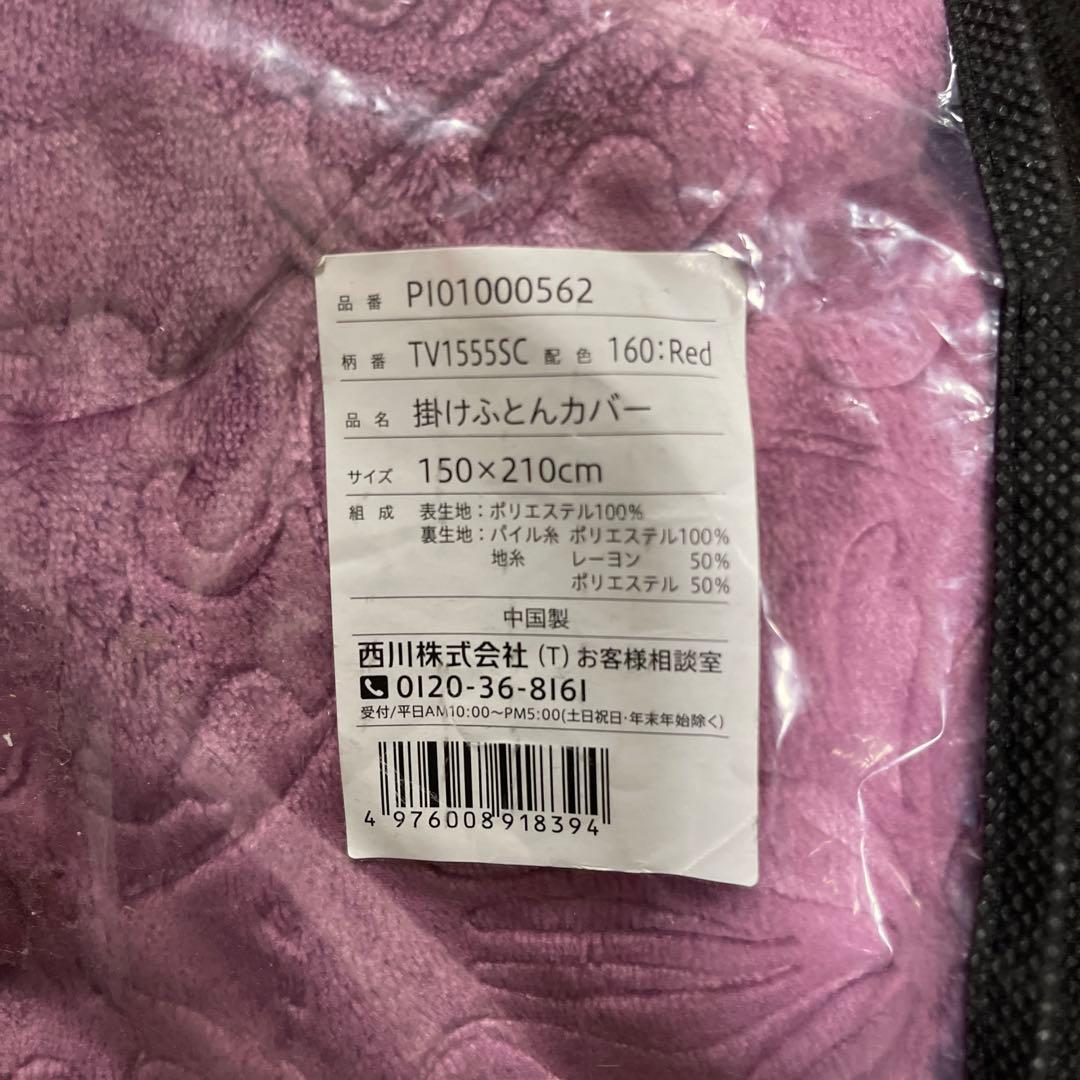 品番 PI01000562
柄番 TV1555SC 配色 160:Red
品名 掛けふとんカバー
サイズ 150×210cm
組成 表生地:ポリエステル100%
裏生地:パイル糸 ポリエステル100%
地糸 レーヨン 50%
ポリエステル 50%
中国製
西川株式会社(T)お客様相談室
0120-36-8161
受付/平日AM10:00〜PM5:00(土日祝日・年末年始除く)
4 976008 918394